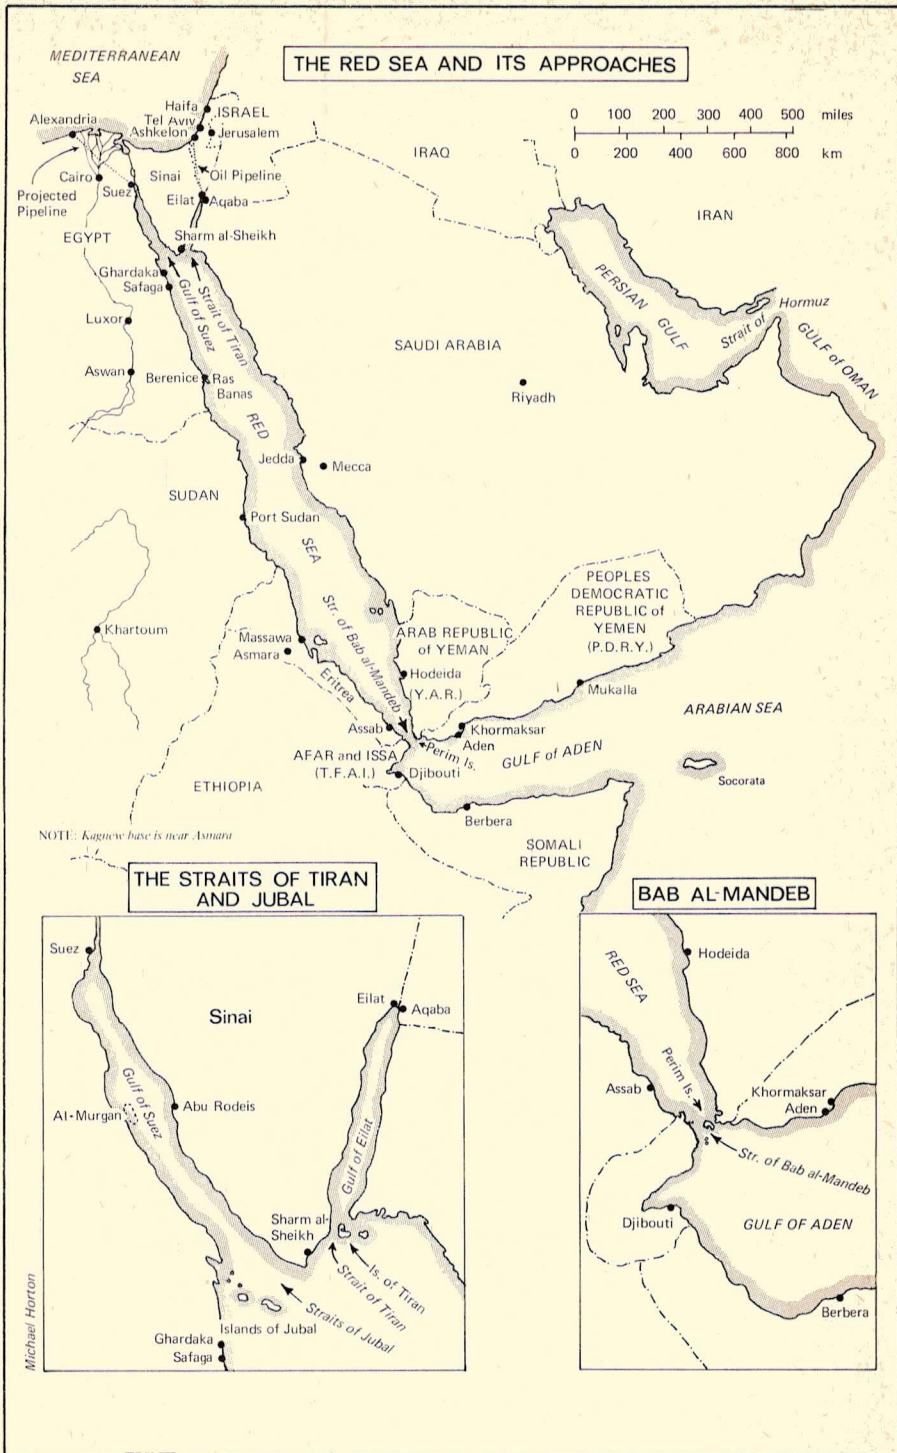 THE RED SEA AND ITS APPROACHES
MEDITERRANEAN
SEA
0 100 200 300 400 500 miles
0 200 400 600 800 km
Haifa
ISRAEL
Tel Aviv
Alexandria
Ashkelon
Jerusalem
IRAQ
Cairo
Sinai
Oil Pipeline
Suez
Projected
Pipeline
Eilat
Aqaba
IRAN
EGYPT
Sharm al-Sheikh
Ghardaka
Safaga
Gulf of Suez
Strait of Tiran
PERSIAN
GULF
Strait of
Hormuz
GULF of OMAN
Luxor
SAUDI ARABIA
Aswan
Berenice
Ras
Banas
Riyadh
RED
Jedda
Mecca
SUDAN
Port Sudan
SEA
Str. of Bab al-Mandeb
PEOPLES
DEMOCRATIC
REPUBLIC of
YEMEN
(P.D.R.Y.)
Khartoum
Massawa
Asmara
ARAB REPUBLIC
of YEMAN
Hodeida
(Y.A.R.)
Eritrea
Mukalla
ARABIAN SEA
Assab
Khormaksar
Aden
Perim Is.
GULF of ADEN
AFAR and ISSA
(T.F.A.I.)
Djibouti
Socorata
ETHIOPIA
Berbera
NOTE: Kagnew base is near Asmara
SOMALI
REPUBLIC
THE STRAITS OF TIRAN
AND JUBAL
Suez
Sinai
Eilat
Aqaba
Gulf of Suez
Al-Murgan
Abu Rodeis
Gulf of Eilat
Sharm al-
Sheikh
Is. of Tiran
Strait of Tiran
Straits of Jubal
Islands of Jubal
Ghardaka
Safaga
Michael Horton
BAB AL-MANDEB
Hodeida
RED SEA
Perim Is.
Assab
Khormaksar
Aden
Str. of Bab al-Mandeb
Djibouti
GULF OF ADEN
Berbera